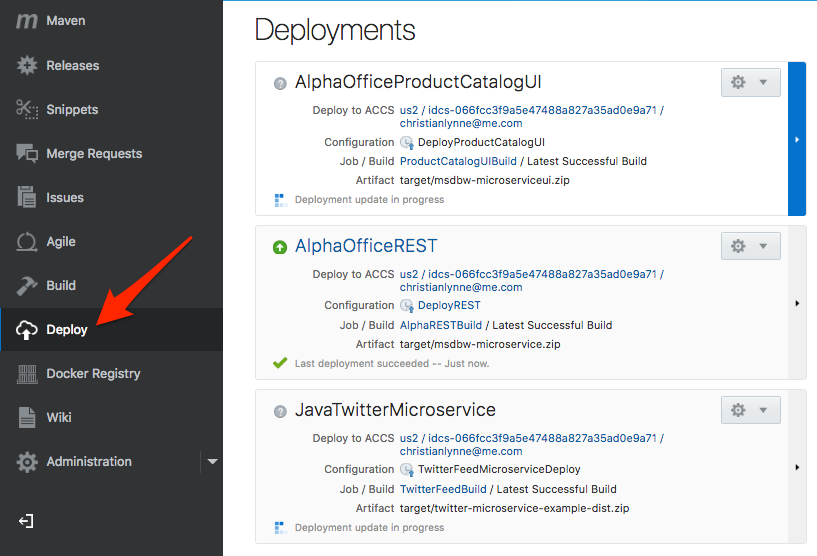 Maven
Releases
Snippets
Merge Requests
Issues
Agile
Build
Deploy
Docker Registry
Wiki
Administration
Deployments
AlphaOfficeProductCatalogUI
Deploy to ACCS us2 / idcs-066fcc3f9a5e47488a827a35ad0e9a71 /
christianlynne@me.com
Configuration DeployProductCatalogUI
Job / Build ProductCatalogUIBuild / Latest Successful Build
Artifact target/msdbw-microserviceui.zip
Deployment update in progress
AlphaOfficeREST
Deploy to ACCS us2 / idcs-066fcc3f9a5e47488a827a35ad0e9a71 /
christianlynne@me.com
Configuration DeployREST
Job / Build AlphaRESTBuild / Latest Successful Build
Artifact target/msdbw-microservice.zip
Last deployment succeeded -- Just now.
JavaTwitterMicroservice
Deploy to ACCS us2 / idcs-066fcc3f9a5e47488a827a35ad0e9a71 /
christianlynne@me.com
Configuration TwitterFeedMicroserviceDeploy
Job / Build TwitterFeedBuild / Latest Successful Build
Artifact target/twitter-microservice-example-dist.zip
Deployment update in progress